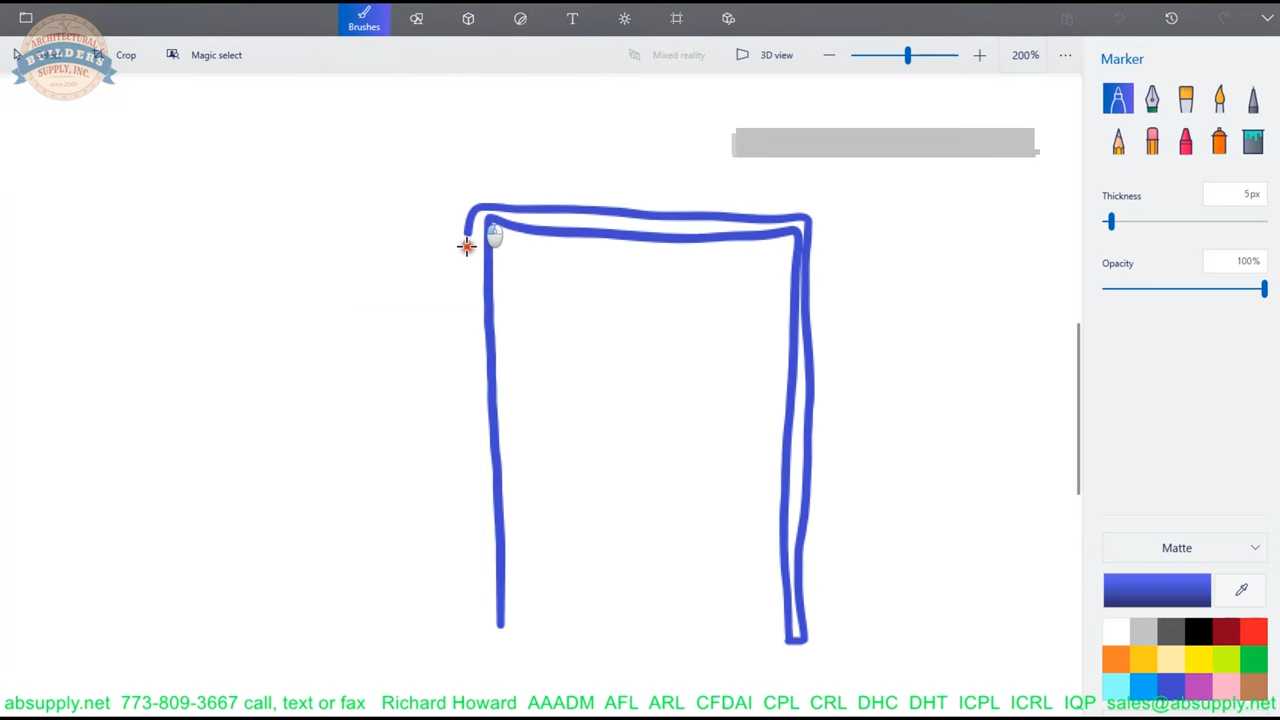 Brushes
Crop
Magic select
Mixed reality
3D view
200%
Marker
ARCHITECTURAL
BUILDERS
SUPPLY, INC.
Thickness
5px
Opacity
100%
Matte
absupply.net 773-809-3667 call, text or fax Richard Howard AAADM AFL ARL CFDAI CPL CRL DHC DHT ICPL ICRL IQP sales@absupply.net